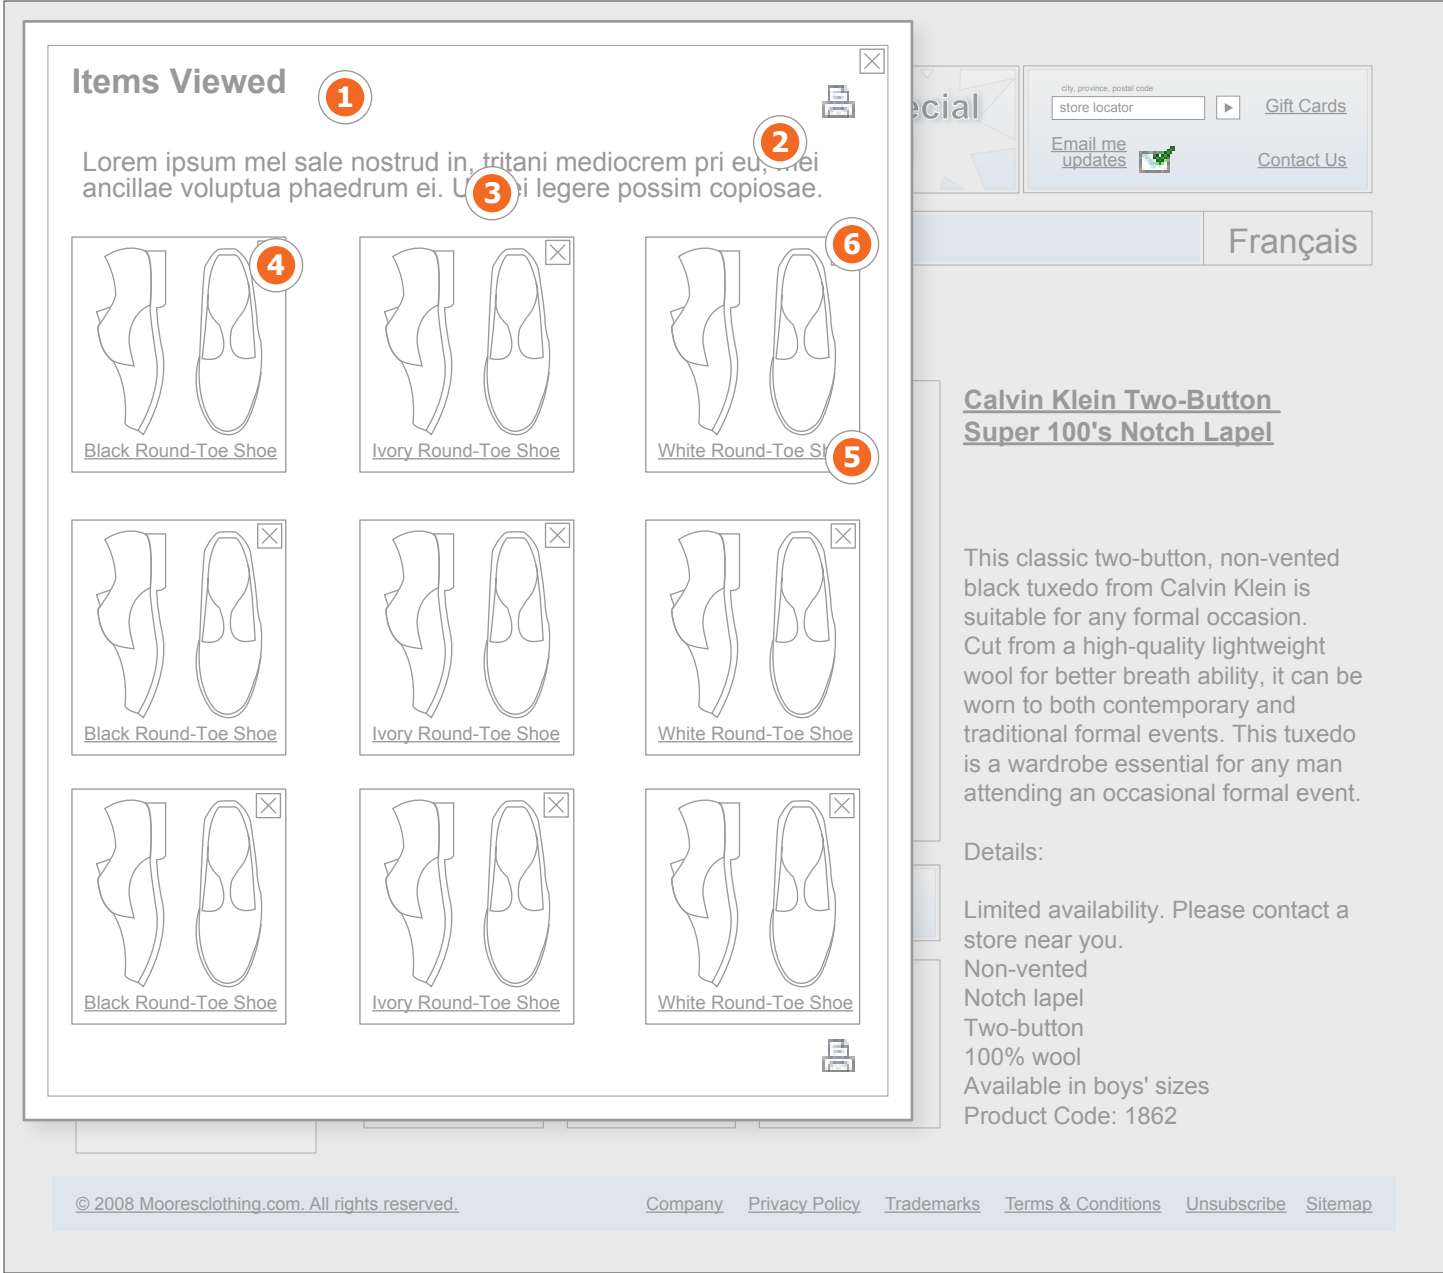 Items Viewed
1
2
Lorem ipsum mel sale nostrud in, tritani mediocrem pri eu,
ancillae voluptua phaedrum ei. legere possim copiosae.
3
4
6
Black Round-Toe Shoe
Ivory Round-Toe Shoe
White Round-Toe
5
Black Round-Toe Shoe
Ivory Round-Toe Shoe
White Round-Toe Shoe
Black Round-Toe Shoe
Ivory Round-Toe Shoe
White Round-Toe Shoe
ecial
city, province, postal code
store locator
Gift Cards
Email me
updates
Contact Us
Français
Calvin Klein Two-Button
Super 100's Notch Lapel
This classic two-button, non-vented
black tuxedo from Calvin Klein is
suitable for any formal occasion.
Cut from a high-quality lightweight
wool for better breath ability, it can be
worn to both contemporary and
traditional formal events. This tuxedo
is a wardrobe essential for any man
attending an occasional formal event.
Details:
Limited availability. Please contact a
store near you.
Non-vented
Notch lapel
Two-button
100% wool
Available in boys' sizes
Product Code: 1862
© 2008 Mooresclothing.com. All rights reserved.
Company
Privacy Policy
Trademarks
Terms & Conditions
Unsubscribe
Sitemap